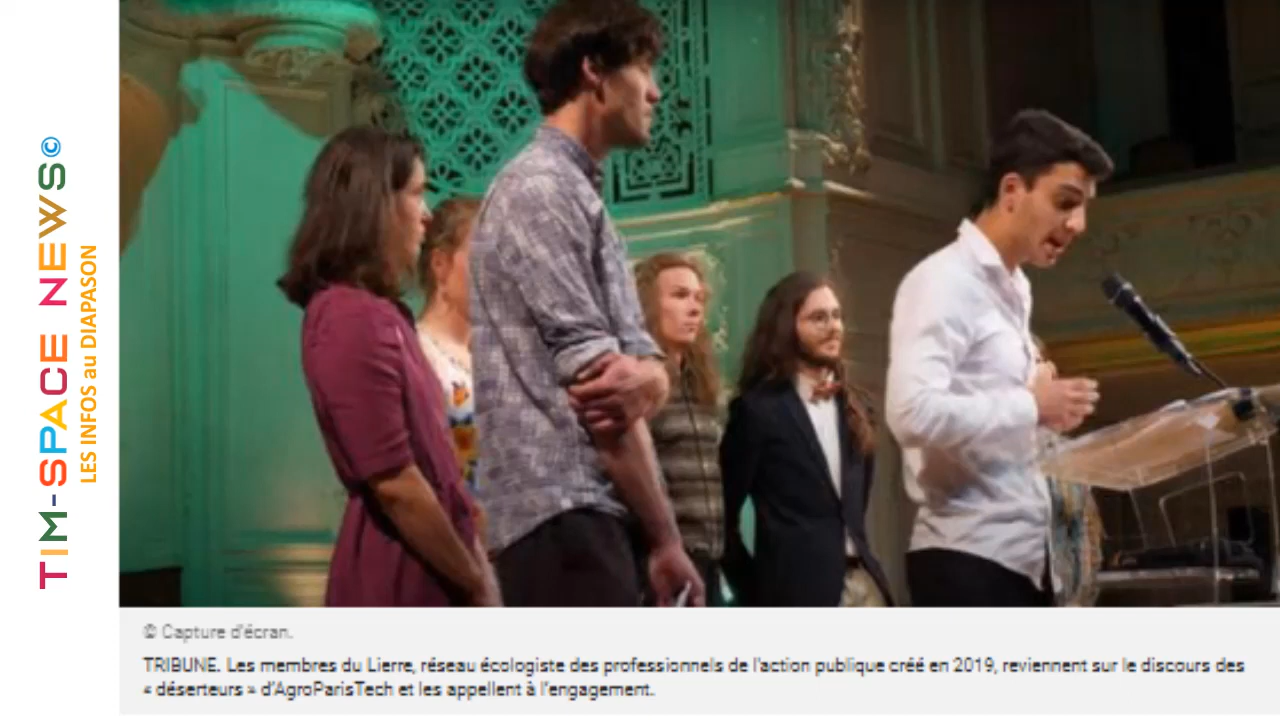 TIM-SPACE NEWS©
LES INFOS au DIAPASON
© Capture d'écran.
TRIBUNE. Les membres du Lierre, réseau écologiste des professionnels de l'action publique créé en 2019, reviennent sur le discours des
« déserteurs » d'AgroParisTech et les appellent à l'engagement.